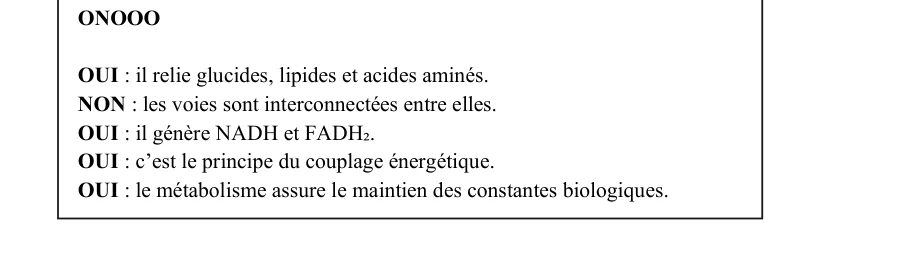 ONOOO
OUI : il relie glucides, lipides et acides aminés.
NON : les voies sont interconnectées entre elles.
OUI : il génère NADH et FADH₂.
OUI : c’est le principe du couplage énergétique.
OUI : le métabolisme assure le maintien des constantes biologiques.